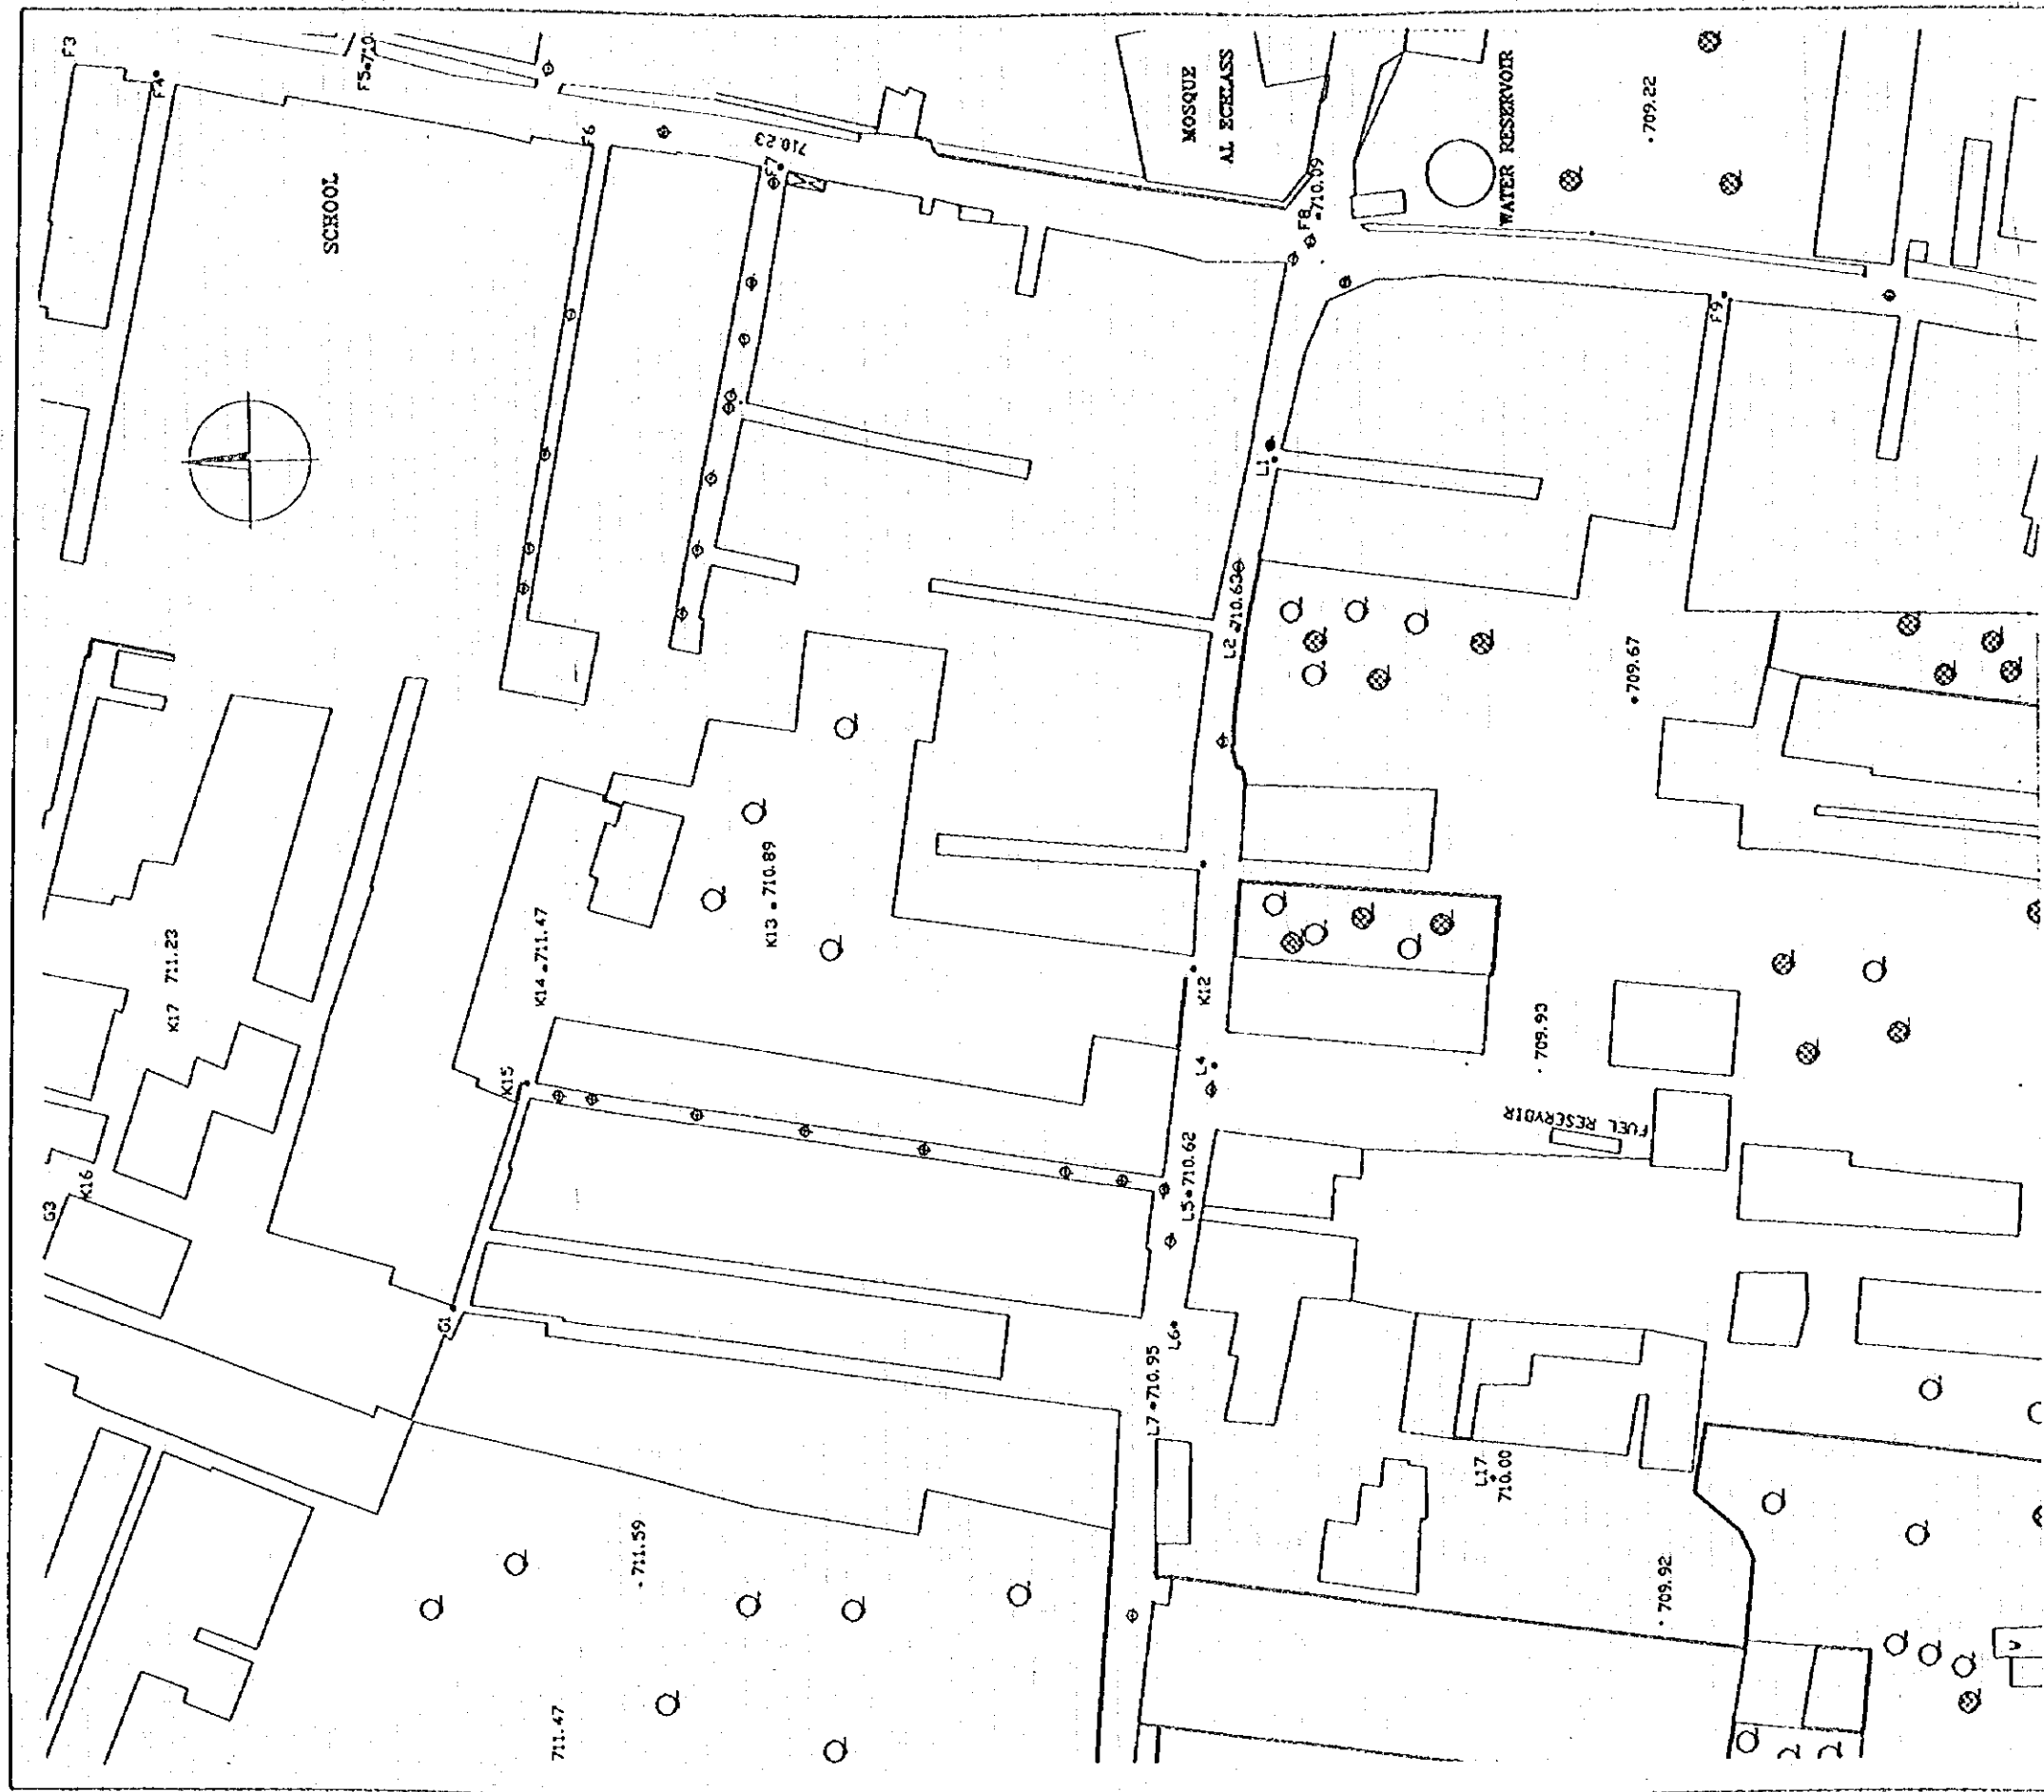 F3
F4
F5 710.
SCHOOL
F6
710.23
F7
MOSQUE
AL ECHLASS
WATER RESERVOIR
709.22
F8
710.09
F9
L1
L2 710.63
709.67
K17 711.23
K14 711.47
K13 710.89
K15
K12
L4
709.93
FUEL RESERVOIR
L5 710.62
G3
K16
G1
L6
L7 710.95
L17
710.00
711.59
709.92
711.47